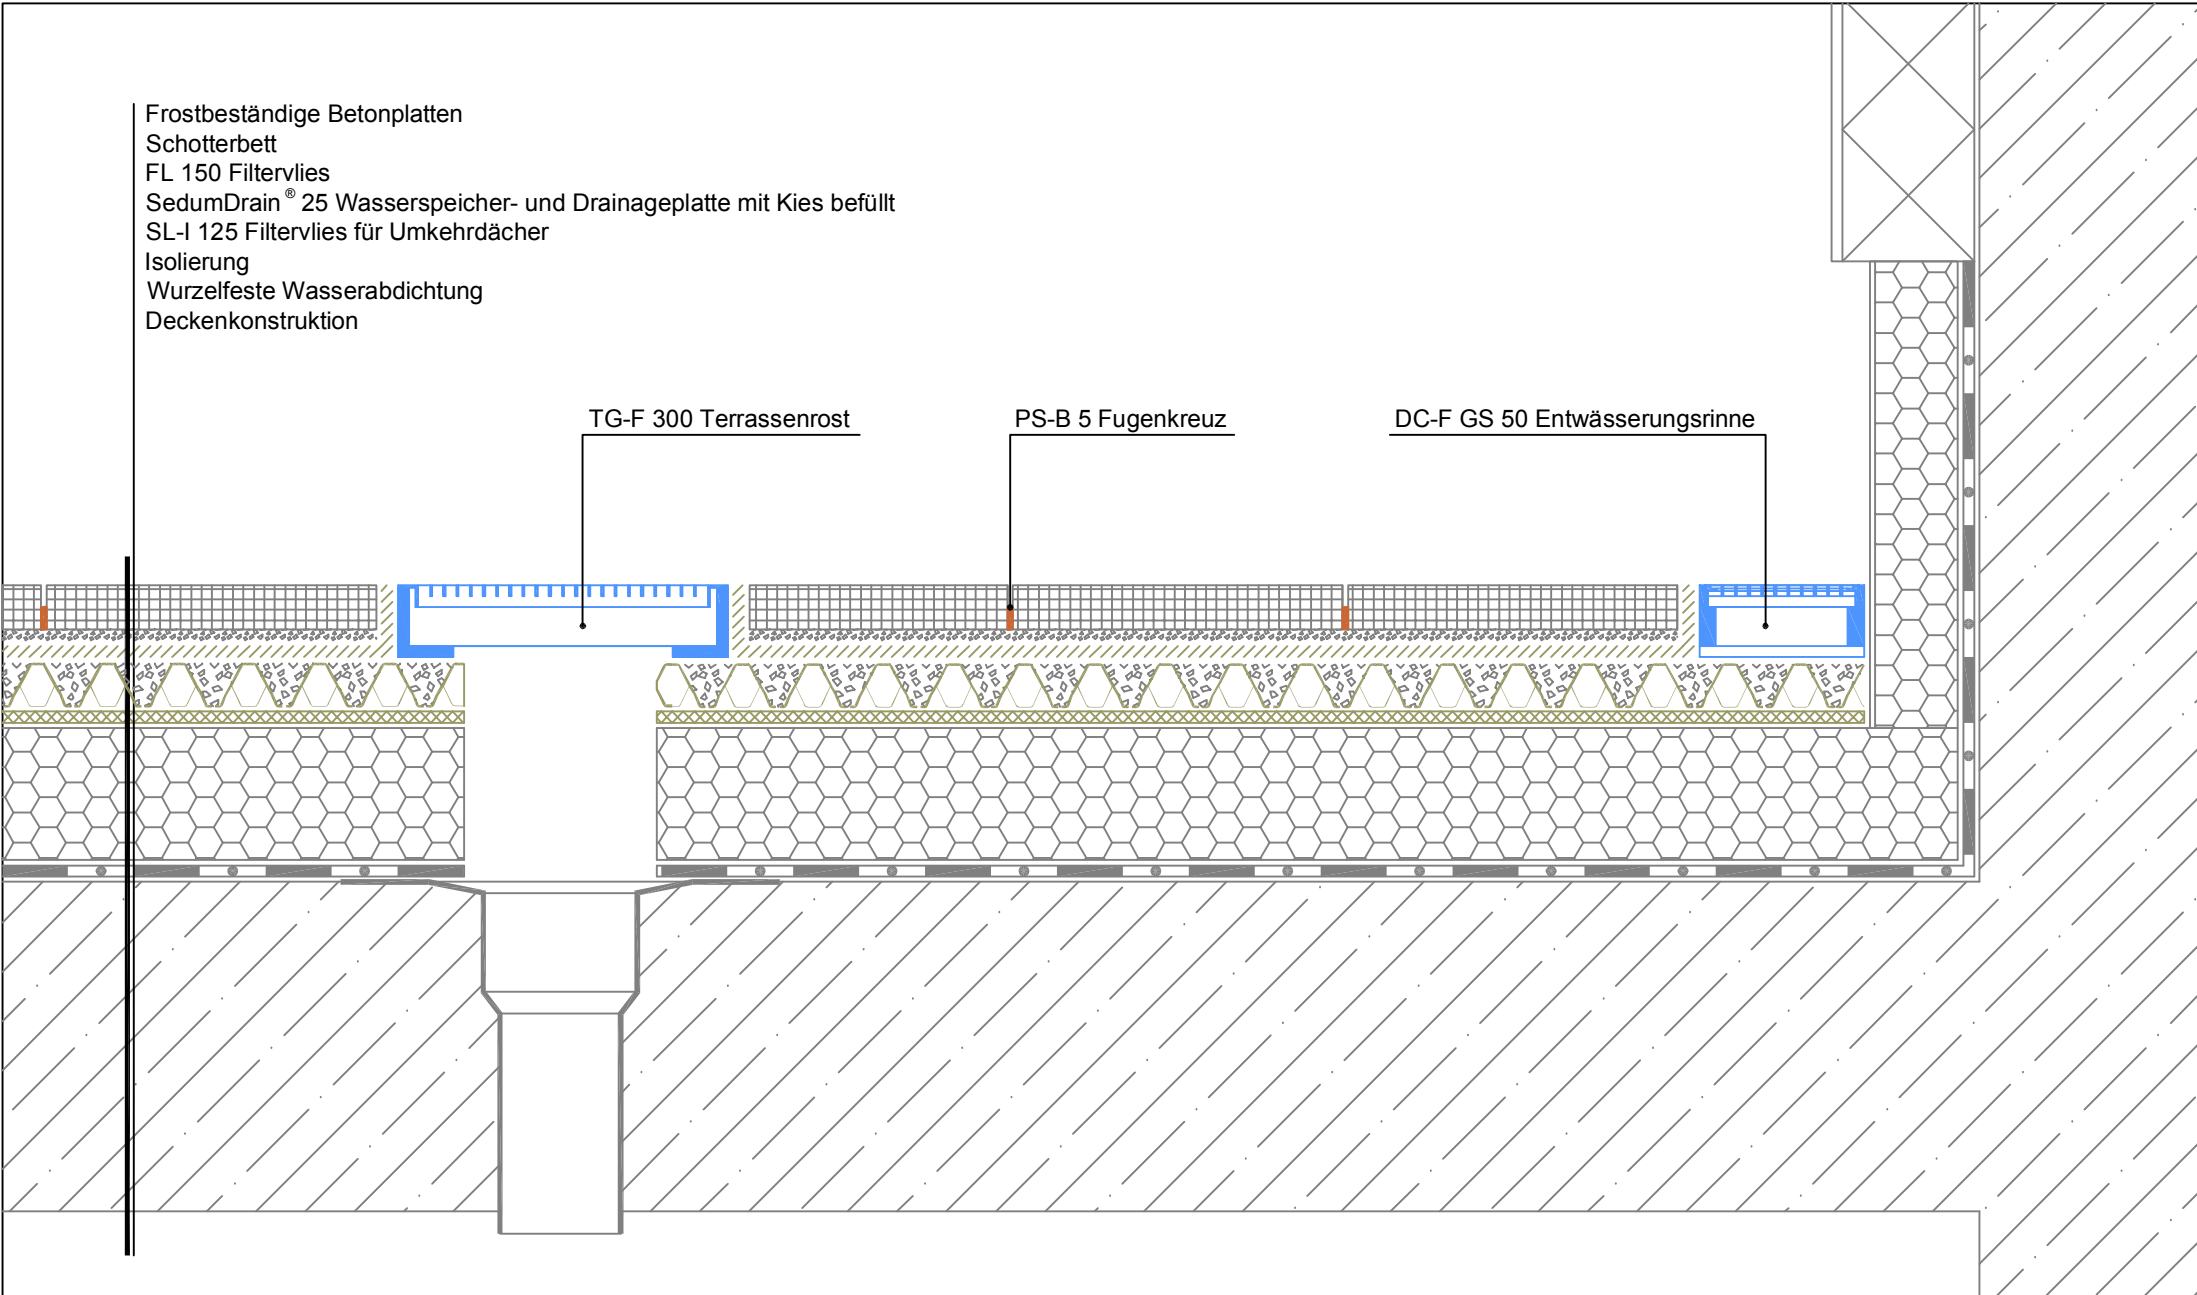 Frostbeständige Betonplatten
Schotterbett
FL 150 Filtervlies
SedumDrain® 25 Wasserspeicher- und Drainageplatte mit Kies befüllt
SL-I 125 Filtervlies für Umkehrdächer
Isolierung
Wurzelfeste Wasserabdichtung
Deckenkonstruktion
TG-F 300 Terrassenrost
PS-B 5 Fugenkreuz
DC-F GS 50 Entwässerungsrinne